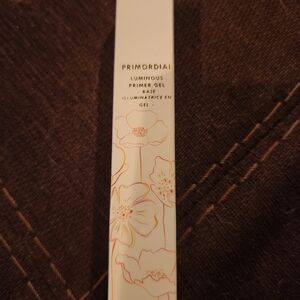 PRIMORDIAL
LUMINOUS
PRIMER GEL
BASE
ILLUMINATRICE EN
GEL